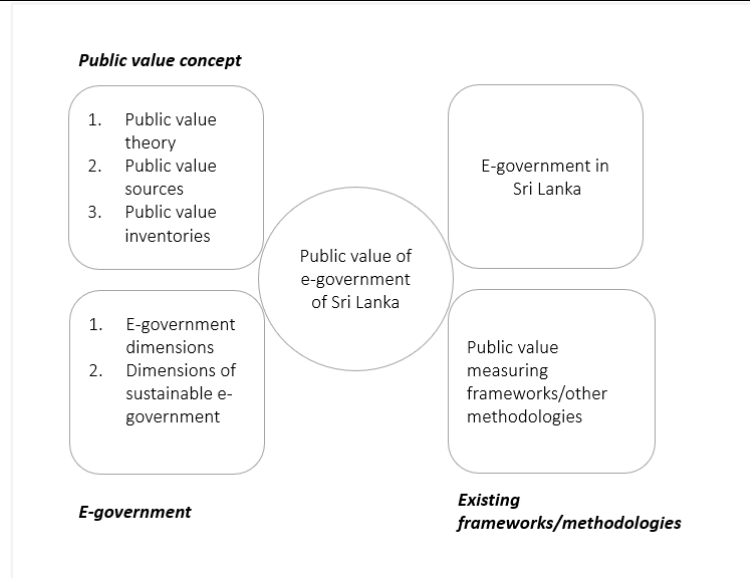 Public value concept
1. Public value
theory
2. Public value
sources
3. Public value
inventories
E-government in
Sri Lanka
Public value of
e-government
of Sri Lanka
1. E-government
dimensions
2. Dimensions of
sustainable e-
government
Public value
measuring
frameworks/other
methodologies
E-government
Existing
frameworks/methodologies